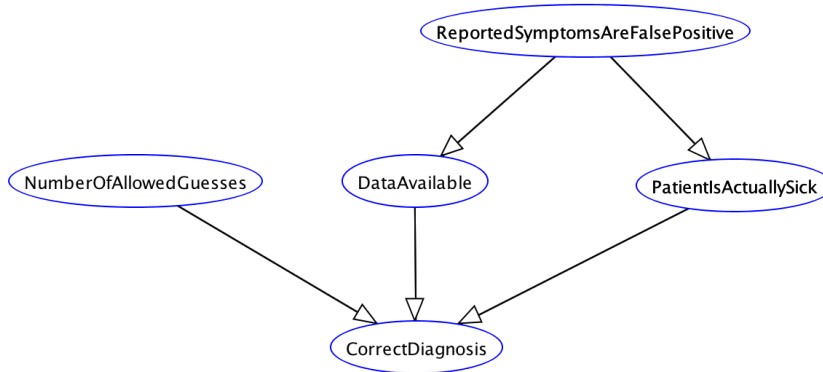 ReportedSymptomsAreFalsePositive
NumberOfAllowedGuesses
DataAvailable
PatientIsActuallySick
CorrectDiagnosis